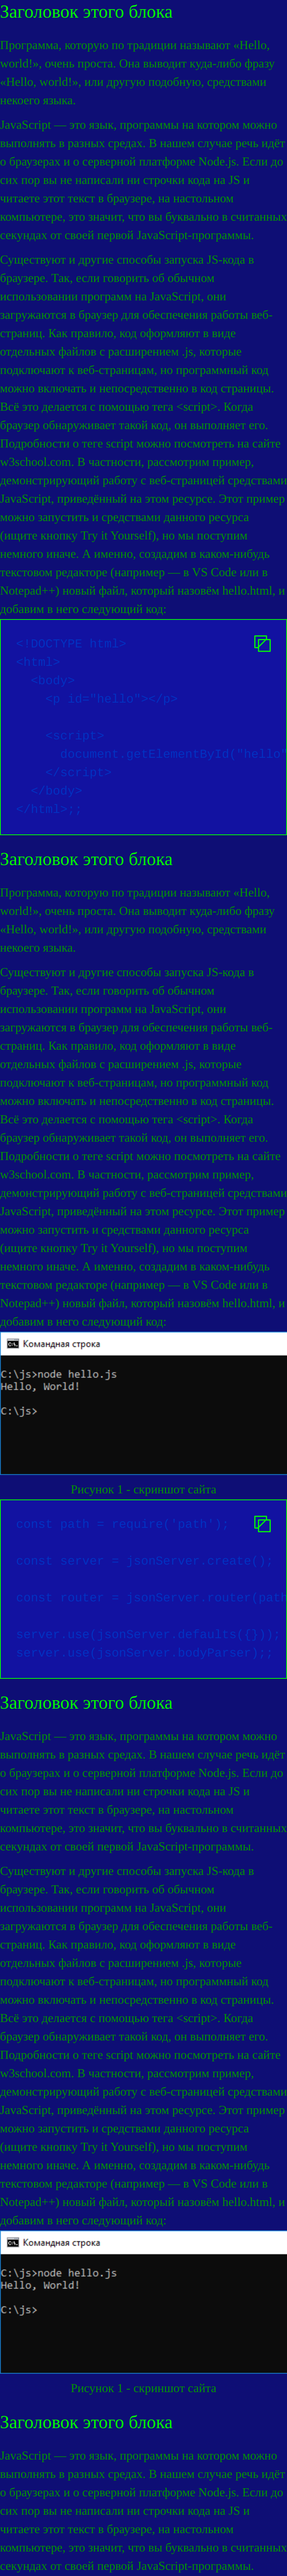 Заголовок этого блока
Программа, которую по традиции называют «Hello,
world!», очень проста. Она выводит куда-либо фразу
«Hello, world!», или другую подобную, средствами
некоего языка.
JavaScript — это язык, программы на котором можно
выполнять в разных средах. В нашем случае речь идёт
о браузерах и о серверной платформе Node.js. Если до
сих пор вы не написали ни строчки кода на JS и
читаете этот текст в браузере, на настольном
компьютере, это значит, что вы буквально в считанных
секундах от своей первой JavaScript-программы.
Существуют и другие способы запуска JS-кода в
браузере. Так, если говорить об обычном
использовании программ на JavaScript, они
загружаются в браузер для обеспечения работы веб-
страниц. Как правило, код оформляют в виде
отдельных файлов с расширением .js, которые
подключают к веб-страницам, но программный код
можно включать и непосредственно в код страницы.
Всё это делается с помощью тега <script>. Когда
браузер обнаруживает такой код, он выполняет его.
Подробности о теге script можно посмотреть на сайте
w3school.com. В частности, рассмотрим пример,
демонстрирующий работу с веб-страницей средствами
JavaScript, приведённый на этом ресурсе. Этот пример
можно запустить и средствами данного ресурса
(ищите кнопку Try it Yourself), но мы поступим
немного иначе. А именно, создадим в каком-нибудь
текстовом редакторе (например — в VS Code или в
Notepad++) новый файл, который назовём hello.html, и
добавим в него следующий код:
<!DOCTYPE html>
<html>
<body>
<p id="hello"></p>
<script>
document.getElementById("hello"
</script>
</body>
</html>;;
Заголовок этого блока
Программа, которую по традиции называют «Hello,
world!», очень проста. Она выводит куда-либо фразу
«Hello, world!», или другую подобную, средствами
некоего языка.
Существуют и другие способы запуска JS-кода в
браузере. Так, если говорить об обычном
использовании программ на JavaScript, они
загружаются в браузер для обеспечения работы веб-
страниц. Как правило, код оформляют в виде
отдельных файлов с расширением .js, которые
подключают к веб-страницам, но программный код
можно включать и непосредственно в код страницы.
Всё это делается с помощью тега <script>. Когда
браузер обнаруживает такой код, он выполняет его.
Подробности о теге script можно посмотреть на сайте
w3school.com. В частности, рассмотрим пример,
демонстрирующий работу с веб-страницей средствами
JavaScript, приведённый на этом ресурсе. Этот пример
можно запустить и средствами данного ресурса
(ищите кнопку Try it Yourself), но мы поступим
немного иначе. А именно, создадим в каком-нибудь
текстовом редакторе (например — в VS Code или в
Notepad++) новый файл, который назовём hello.html, и
добавим в него следующий код:
Командная строка
C:\js>node hello.js
Hello, World!
C:\js>
Рисунок 1 - скриншот сайта
const path = require('path');
const server = jsonServer.create();
const router = jsonServer.router(path
server.use(jsonServer.defaults({}));
server.use(jsonServer.bodyParser);;
Заголовок этого блока
JavaScript — это язык, программы на котором можно
выполнять в разных средах. В нашем случае речь идёт
о браузерах и о серверной платформе Node.js. Если до
сих пор вы не написали ни строчки кода на JS и
читаете этот текст в браузере, на настольном
компьютере, это значит, что вы буквально в считанных
секундах от своей первой JavaScript-программы.
Существуют и другие способы запуска JS-кода в
браузере. Так, если говорить об обычном
использовании программ на JavaScript, они
загружаются в браузер для обеспечения работы веб-
страниц. Как правило, код оформляют в виде
отдельных файлов с расширением .js, которые
подключают к веб-страницам, но программный код
можно включать и непосредственно в код страницы.
Всё это делается с помощью тега <script>. Когда
браузер обнаруживает такой код, он выполняет его.
Подробности о теге script можно посмотреть на сайте
w3school.com. В частности, рассмотрим пример,
демонстрирующий работу с веб-страницей средствами
JavaScript, приведённый на этом ресурсе. Этот пример
можно запустить и средствами данного ресурса
(ищите кнопку Try it Yourself), но мы поступим
немного иначе. А именно, создадим в каком-нибудь
текстовом редакторе (например — в VS Code или в
Notepad++) новый файл, который назовём hello.html, и
добавим в него следующий код:
Командная строка
C:\js>node hello.js
Hello, World!
C:\js>
Рисунок 1 - скриншот сайта
Заголовок этого блока
JavaScript — это язык, программы на котором можно
выполнять в разных средах. В нашем случае речь идёт
о браузерах и о серверной платформе Node.js. Если до
сих пор вы не написали ни строчки кода на JS и
читаете этот текст в браузере, на настольном
компьютере, это значит, что вы буквально в считанных
секундах от своей первой JavaScript-программы.